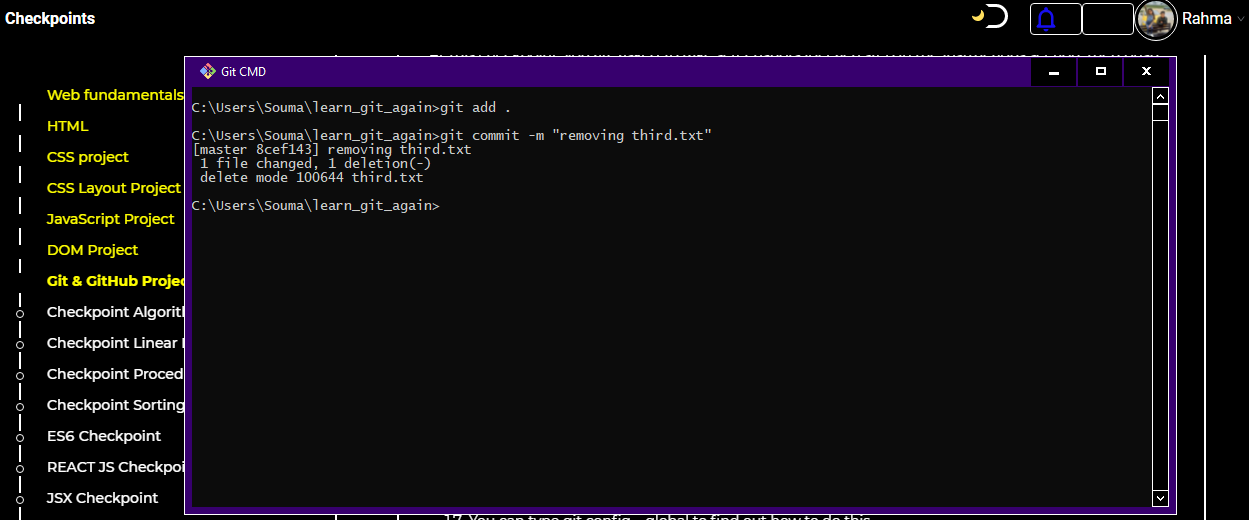 Checkpoints
Rahma
Web fundamentals
HTML
CSS project
CSS Layout Project
JavaScript Project
DOM Project
Git & GitHub Projec
Checkpoint Algorit
Checkpoint Linear
Checkpoint Proced
Checkpoint Sorting
ES6 Checkpoint
REACT JS Checkpoi
JSX Checkpoint
Git CMD
C:\Users\Souma\learn_git_again>git add .
C:\Users\Souma\learn_git_again>git commit -m "removing third.txt"
[master 8cef143] removing third.txt
1 file changed, 1 deletion(-)
delete mode 100644 third.txt
C:\Users\Souma\learn_git_again>
17. You can type git config --global to find out how to do this